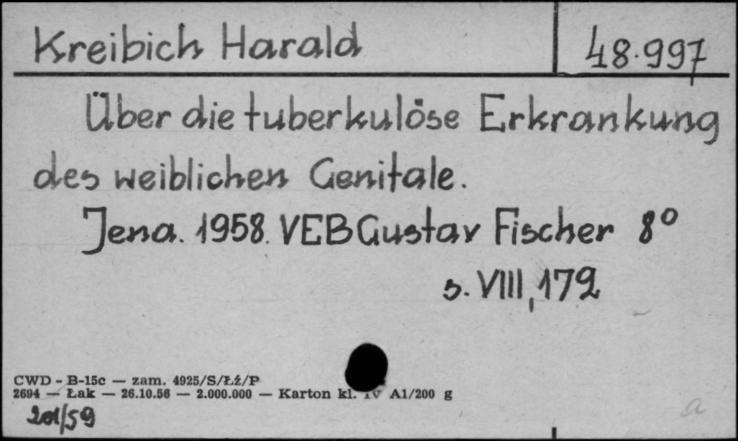 Kreibich Harald 48.997
Über die tuberkulöse Erkrankung
des weiblichen Genitale.
Jena. 1958. VEB Gustav Fischer 8°
s. VIII, 172
CWD - B-15c — zam. 4925/S/Łź/P
2694 — Łak — 26.10.56 — 2.000.000 — Karton kl. IV A1/200 g
201/59
a